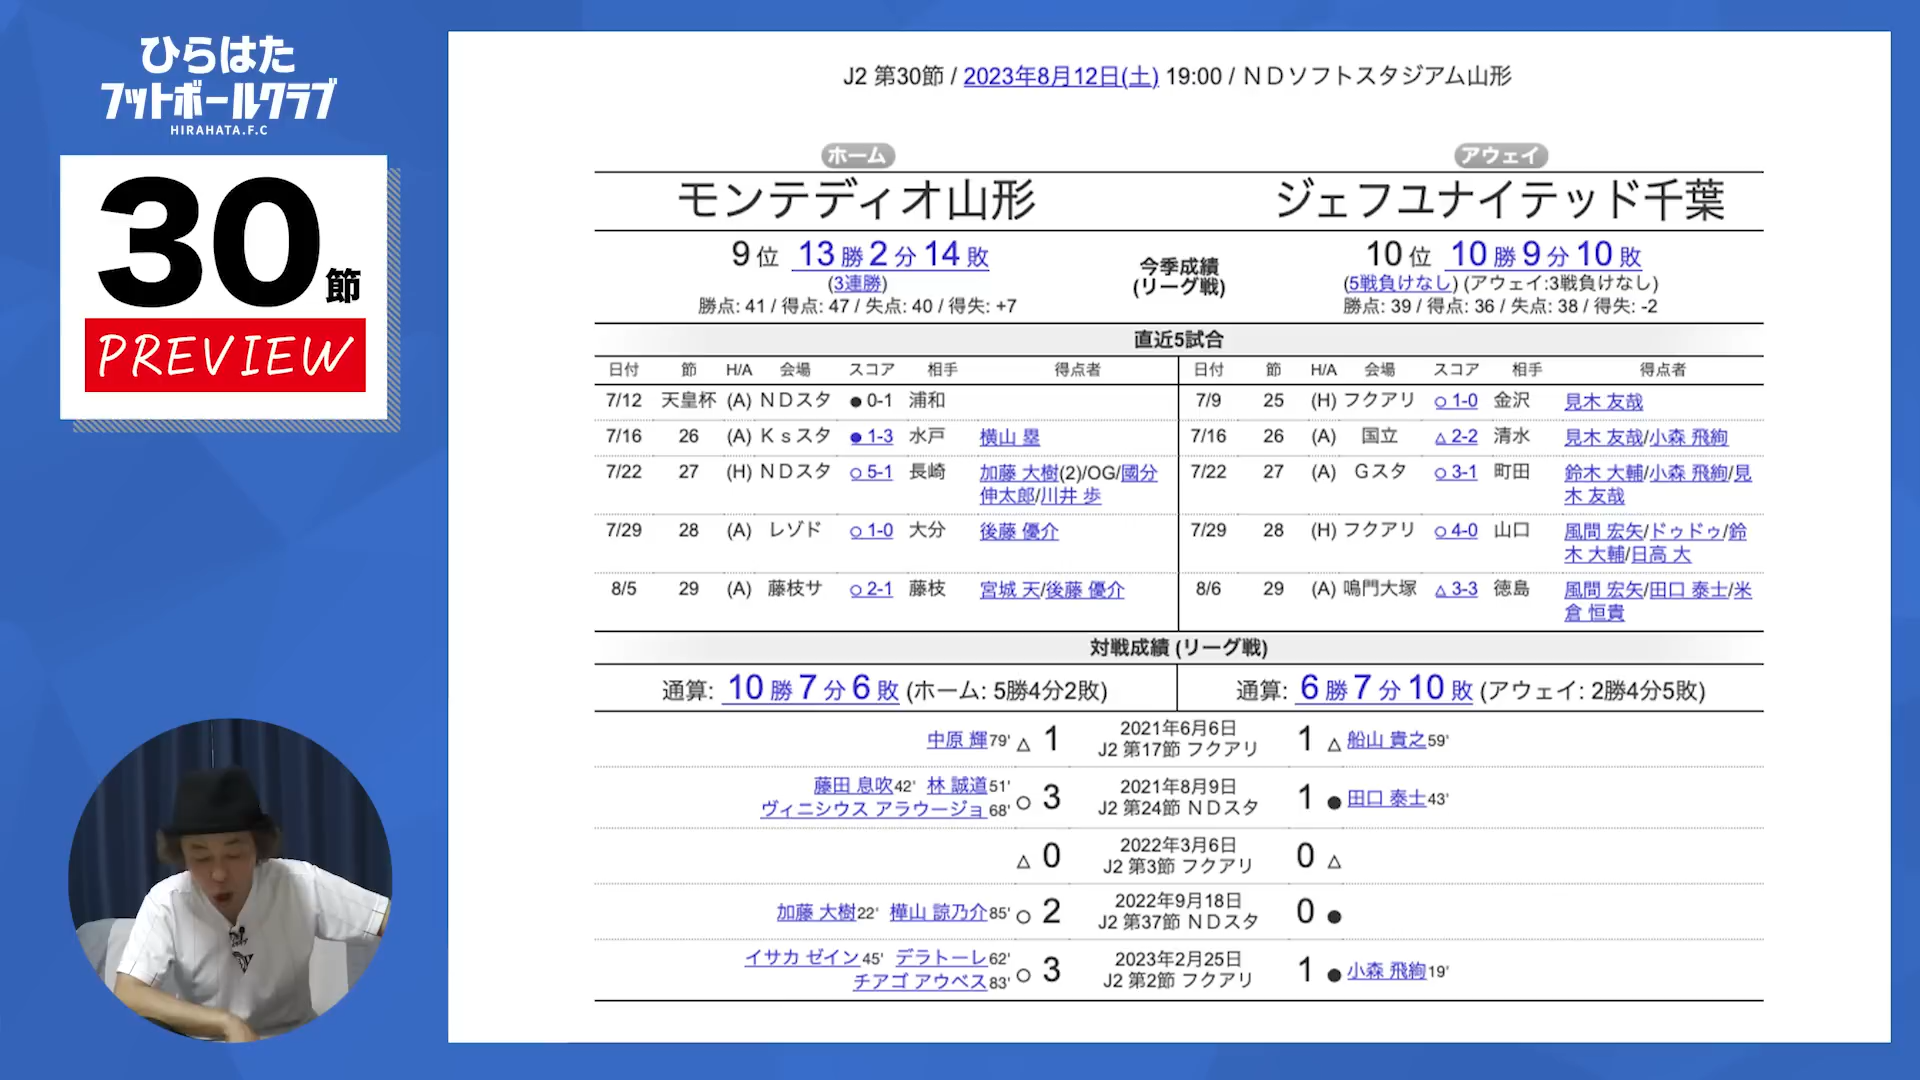 ひらはた
フットボールクラブ
HIRAHATA.F.C
30節
PREVIEW
J2 第30節 / 2023年8月12日(土) 19:00 / NDソフトスタジアム山形
ホーム アウェイ
モンテディオ山形 ジェフユナイテッド千葉
9位 13勝2分14敗 今季成績 10位 10勝9分10敗
(3連勝) (リーグ戦) (5戦負けなし) (アウェイ:3戦負けなし)
勝点: 41 / 得点: 47 / 失点: 40 / 得失: +7 勝点: 39 / 得点: 36 / 失点: 38 / 得失: -2
直近5試合
日付 節 H/A 会場 スコア 相手 得点者 日付 節 H/A 会場 スコア 相手 得点者
7/12 天皇杯 (A) NDスタ ●0-1 浦和 7/9 25 (H) フクアリ ○1-0 金沢 見木 友哉
7/16 26 (A) Ksスタ ●1-3 水戸 横山 塁 7/16 26 (A) 国立 △2-2 清水 見木 友哉/小森 飛絢
7/22 27 (H) NDスタ ○5-1 長崎 加藤 大樹(2)/OG/國分 7/22 27 (A) Gスタ ○3-1 町田 鈴木 大輔/小森 飛絢/見
伸太郎/川井 歩 木 友哉
7/29 28 (A) レゾド ○1-0 大分 後藤 優介 7/29 28 (H) フクアリ ○4-0 山口 風間 宏矢/ドゥドゥ/鈴
木 大輔/日高 大
8/5 29 (A) 藤枝サ ○2-1 藤枝 宮城 天/後藤 優介 8/6 29 (A) 鳴門大塚 △3-3 徳島 風間 宏矢/田口 泰士/米
倉 恒貴
対戦成績 (リーグ戦)
通算: 10勝7分6敗 (ホーム: 5勝4分2敗) 通算: 6勝7分10敗 (アウェイ: 2勝4分5敗)
中原 輝79' △ 1 2021年6月6日 1 △ 船山 貴之59'
J2 第17節 フクアリ
藤田 息吹42' 林 誠道51' ○ 3 2021年8月9日 1 ● 田口 泰士43'
ヴィニシウス アラウージョ68' J2 第24節 NDスタ
△ 0 2022年3月6日 0 △
J2 第3節 フクアリ
加藤 大樹22' 樺山 諒乃介85' ○ 2 2022年9月18日 0 ●
J2 第37節 NDスタ
イサカ ゼイン45' デラトーレ62' ○ 3 2023年2月25日 1 ● 小森 飛絢19'
チアゴ アウベス83' J2 第2節 フクアリ